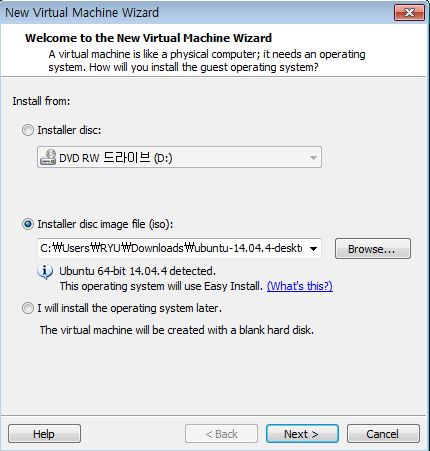 New Virtual Machine Wizard
Welcome to the New Virtual Machine Wizard
A virtual machine is like a physical computer; it needs an operating
system. How will you install the guest operating system?
Install from:
Installer disc:
DVD RW 드라이브 (D:)
Installer disc image file (iso):
C:₩Users₩RYU₩Downloads₩ubuntu-14.04.4-deskt
Browse...
Ubuntu 64-bit 14.04.4 detected.
This operating system will use Easy Install. (What's this?)
I will install the operating system later.
The virtual machine will be created with a blank hard disk.
Help
< Back
Next >
Cancel